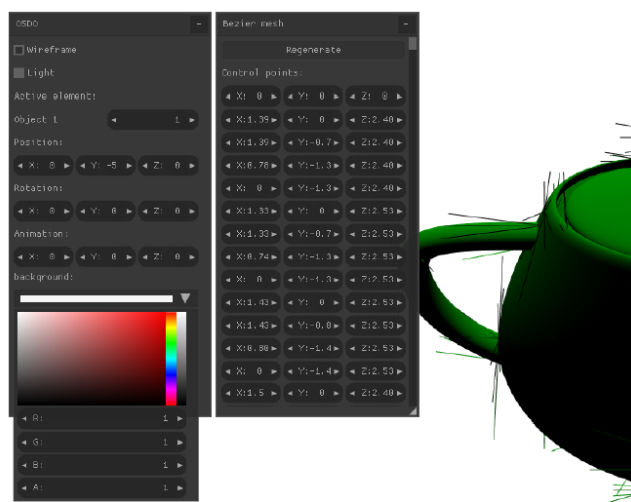 OSDO -
Wireframe
Light
Active element:
Object 1 1
Position:
X: 0 Y: -5 Z: 0
Rotation:
X: 0 Y: 0 Z: 0
Animation:
X: 0 Y: 0 Z: 0
background:
R: 1
G: 1
B: 1
A: 1
Bezier mesh -
Regenerate
Control points:
X: 0 Y: 0 Z: 0
X:1.39 Y: 0 Z:2.40
X:1.39 Y:-0.7 Z:2.40
X:0.78 Y:-1.3 Z:2.40
X: 0 Y:-1.3 Z:2.40
X:1.33 Y: 0 Z:2.53
X:1.33 Y:-0.7 Z:2.53
X:0.74 Y:-1.3 Z:2.53
X: 0 Y:-1.3 Z:2.53
X:1.43 Y: 0 Z:2.53
X:1.43 Y:-0.8 Z:2.53
X:0.80 Y:-1.4 Z:2.53
X: 0 Y:-1.4 Z:2.53
X:1.5 Y: 0 Z:2.40